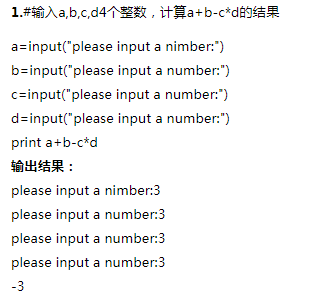 1.#输入a,b,c,d4个整数，计算a+b-c*d的结果
a=input("please input a nimber:")
b=input("please input a number:")
c=input("please input a number:")
d=input("please input a number:")
print a+b-c*d
输出结果：
please input a nimber:3
please input a number:3
please input a number:3
please input a number:3
-3